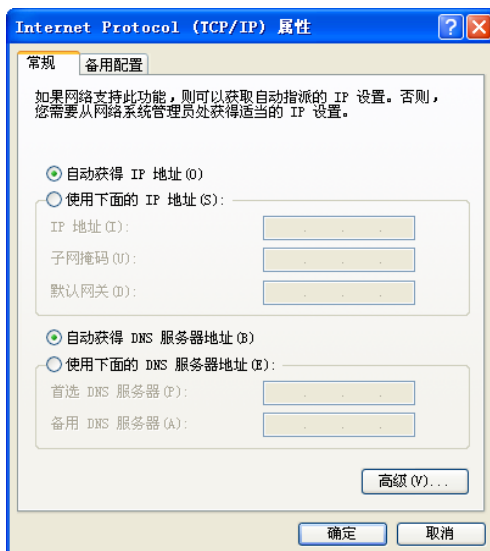 Internet Protocol (TCP/IP) 属性
常规 备用配置
如果网络支持此功能，则可以获取自动指派的 IP 设置。否则，
您需要从网络系统管理员处获得适当的 IP 设置。
自动获得 IP 地址(O)
使用下面的 IP 地址(S):
IP 地址(I):
子网掩码(U):
默认网关(D):
自动获得 DNS 服务器地址(B)
使用下面的 DNS 服务器地址(E):
首选 DNS 服务器(P):
备用 DNS 服务器(A):
高级(V)...
确定 取消